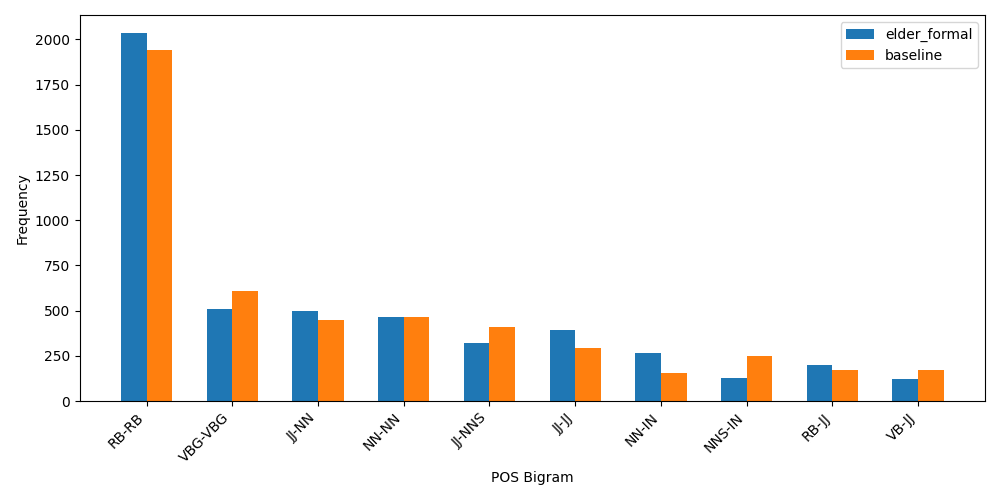 2000
1750
1500
1250
1000
750
500
250
0
Frequency
elder_formal
baseline
RB-RB
VBG-VBG
JJ-NN
NN-NN
JJ-NNS
JJ-JJ
NN-IN
NNS-IN
RB-JJ
VB-JJ
POS Bigram